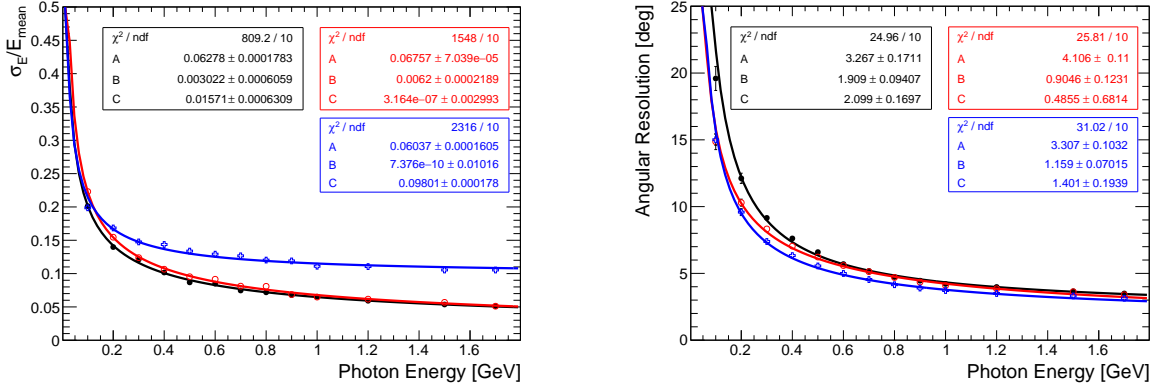 σ_E/E_mean
0.5
0.45
0.4
0.35
0.3
0.25
0.2
0.15
0.1
0.05
0
0.2 0.4 0.6 0.8 1 1.2 1.4 1.6
Photon Energy [GeV]
χ² / ndf 809.2 / 10
A 0.06278 ± 0.0001783
B 0.003022 ± 0.0006059
C 0.01571 ± 0.0006309
χ² / ndf 1548 / 10
A 0.06757 ± 7.039e−05
B 0.0062 ± 0.0002189
C 3.164e−07 ± 0.002993
χ² / ndf 2316 / 10
A 0.06037 ± 0.0001605
B 7.376e−10 ± 0.01016
C 0.09801 ± 0.000178
Angular Resolution [deg]
25
20
15
10
5
0
0.2 0.4 0.6 0.8 1 1.2 1.4 1.6
Photon Energy [GeV]
χ² / ndf 24.96 / 10
A 3.267 ± 0.1711
B 1.909 ± 0.09407
C 2.099 ± 0.1697
χ² / ndf 25.81 / 10
A 4.106 ± 0.11
B 0.9046 ± 0.1231
C 0.4855 ± 0.6814
χ² / ndf 31.02 / 10
A 3.307 ± 0.1032
B 1.159 ± 0.07015
C 1.401 ± 0.1939